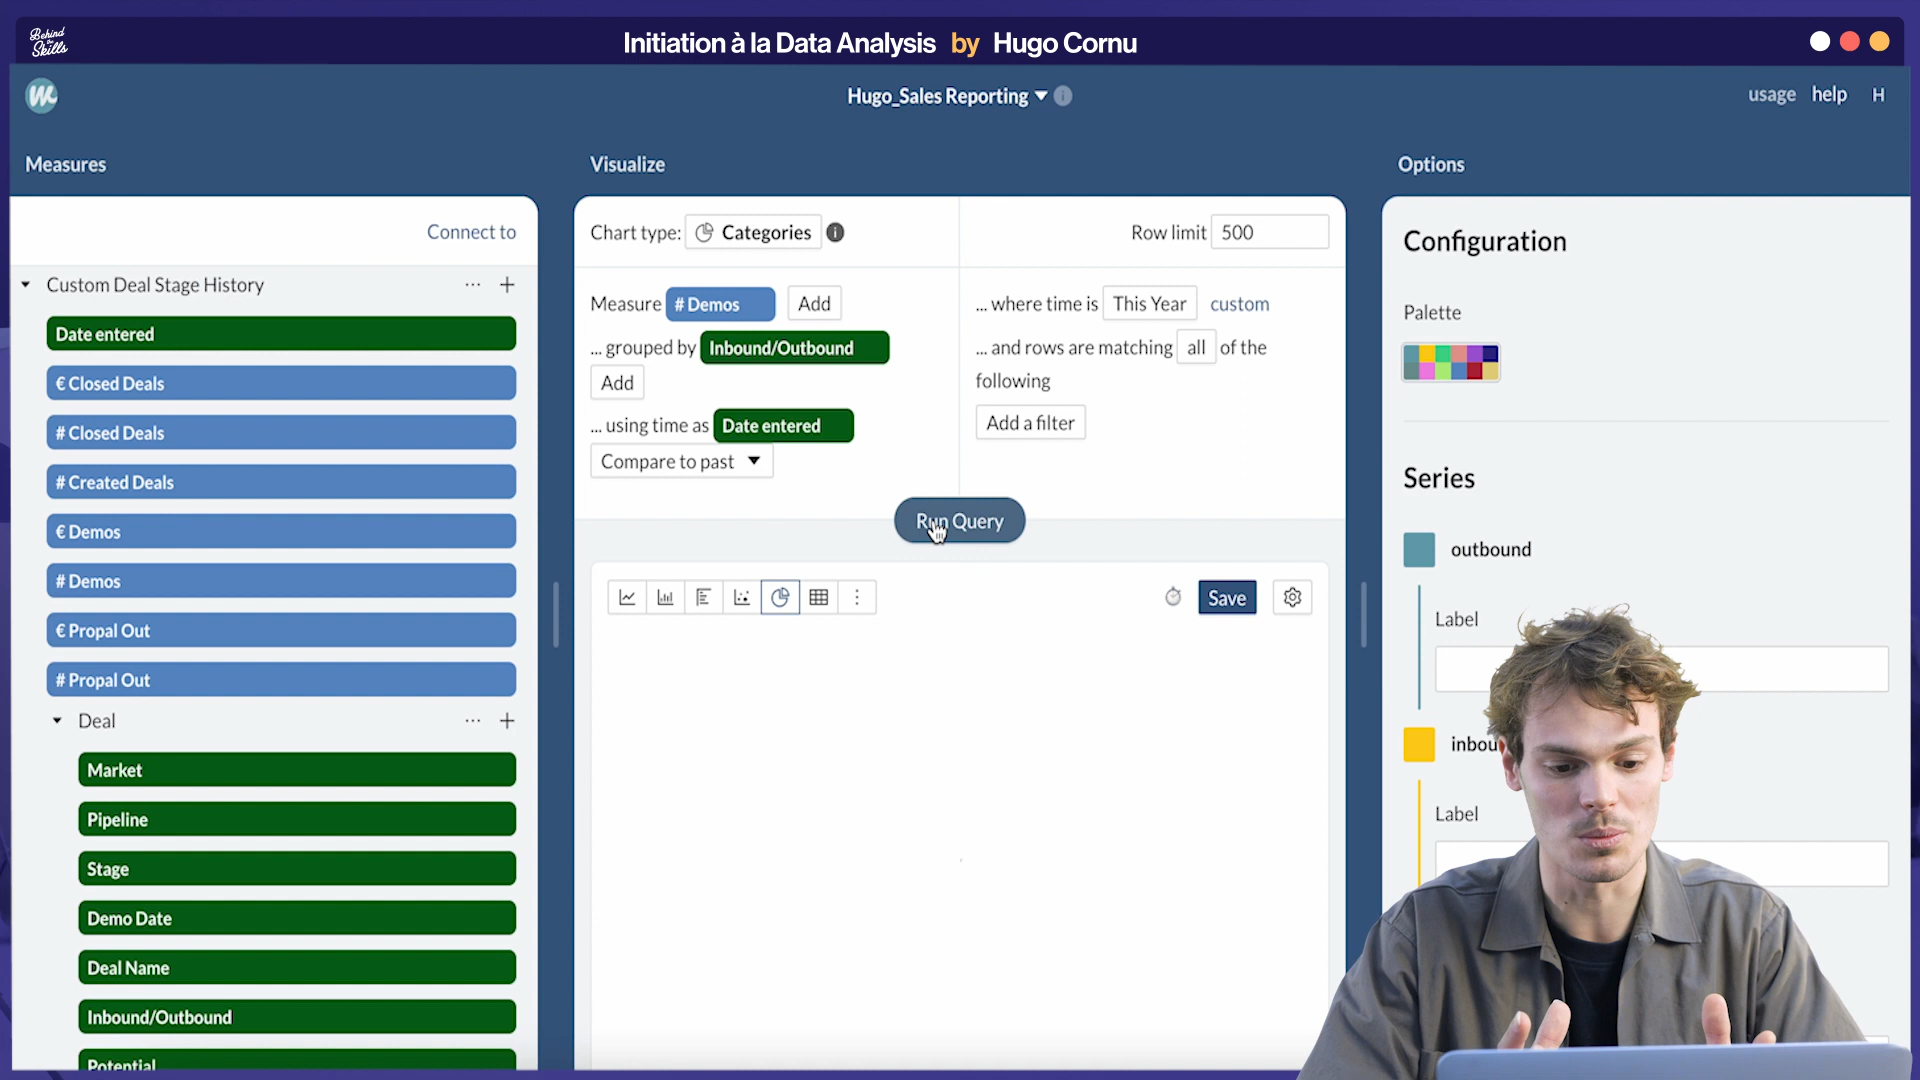 Behind
the
Skills
Initiation à la Data Analysis by Hugo Cornu
Hugo_Sales Reporting
usage help H
Measures
Connect to
Custom Deal Stage History
Date entered
€ Closed Deals
# Closed Deals
# Created Deals
€ Demos
# Demos
€ Propal Out
# Propal Out
Deal
Market
Pipeline
Stage
Demo Date
Deal Name
Inbound/Outbound
Potential
Visualize
Chart type: Categories
Row limit 500
Measure # Demos Add
... grouped by Inbound/Outbound
Add
... using time as Date entered
Compare to past
... where time is This Year custom
... and rows are matching all of the
following
Add a filter
Run Query
Save
Options
Configuration
Palette
Series
outbound
Label
inbou
Label